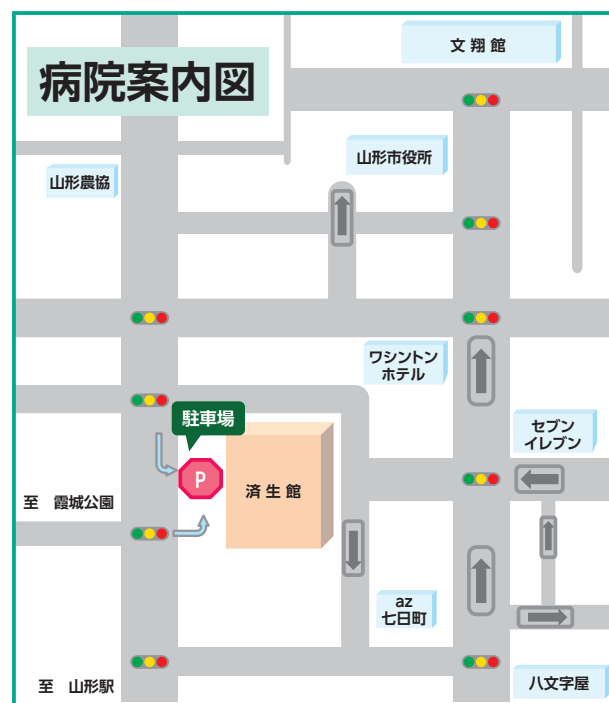 病院案内図
文翔館
山形市役所
山形農協
ワシントン
ホテル
駐車場
セブン
イレブン
P
済生館
至 霞城公園
az
七日町
至 山形駅
八文字屋